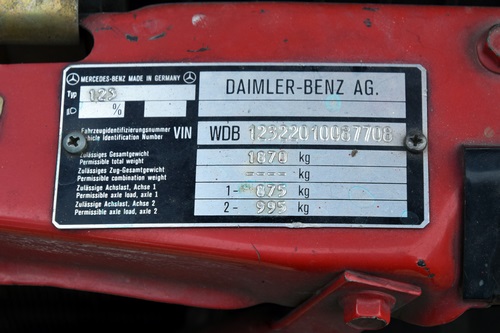 MERCEDES-BENZ MADE IN GERMANY
Typ 123
%
DAIMLER-BENZ AG.
Fahrzeugidentifizierungsnummer
Vehicle Identification Number
VIN WDB 12322010087708
Zulässiges Gesamtgewicht
Permissible total weight
1670 kg
Zulässiges Zug-Gesamtgewicht
Permissible combination weight
---- kg
Zulässige Achslast, Achse 1
Permissible axle load, axle 1
1- 875 kg
Zulässige Achslast, Achse 2
Permissible axle load, axle 2
2- 995 kg